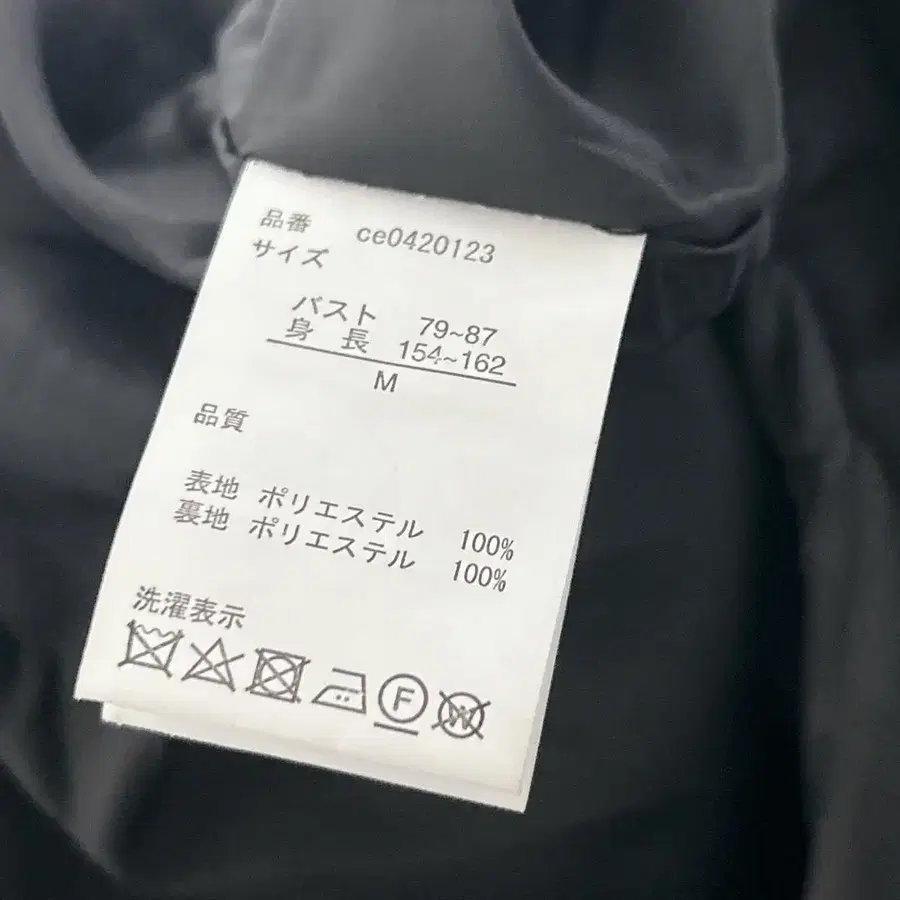 品番 ce0420123
サイズ
バスト 79~87
身 長 154~162
M
品質
表地 ポリエステル 100%
裏地 ポリエステル 100%
洗濯表示
F W